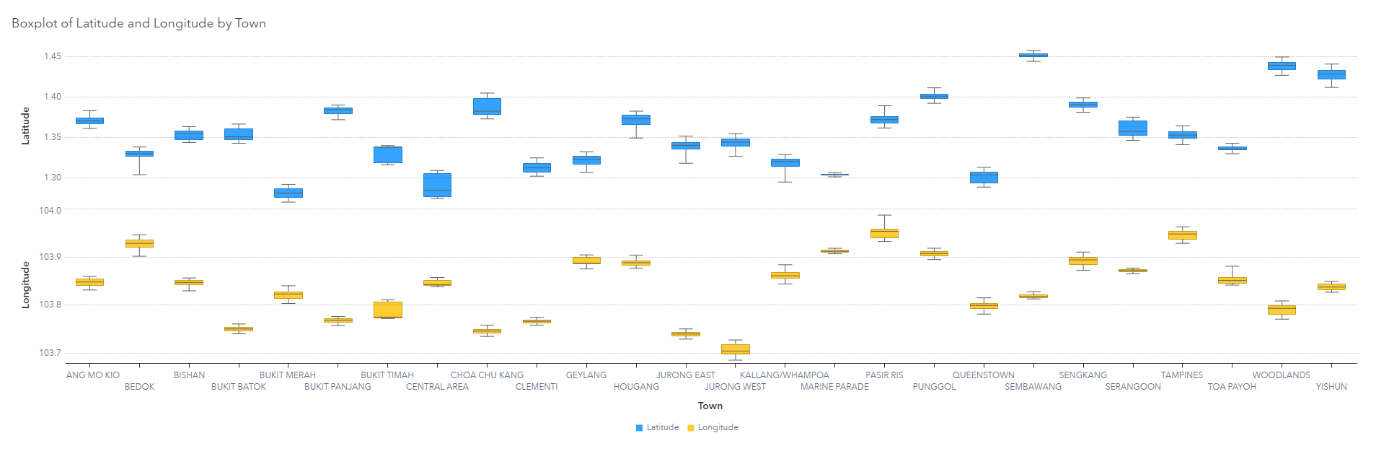 Boxplot of Latitude and Longitude by Town
Latitude
1.45
1.40
1.35
1.30
Longitude
104.0
103.9
103.8
103.7
ANG MO KIO BISHAN BUKIT MERAH BUKIT TIMAH CHOA CHU KANG GEYLANG JURONG EAST KALLANG/WHAMPOA PASIR RIS QUEENSTOWN SENGKANG TAMPINES WOODLANDS
BEDOK BUKIT BATOK BUKIT PANJANG CENTRAL AREA CLEMENTI HOUGANG JURONG WEST MARINE PARADE PUNGGOL SEMBAWANG SERANGOON TOA PAYOH YISHUN
Town
Latitude Longitude